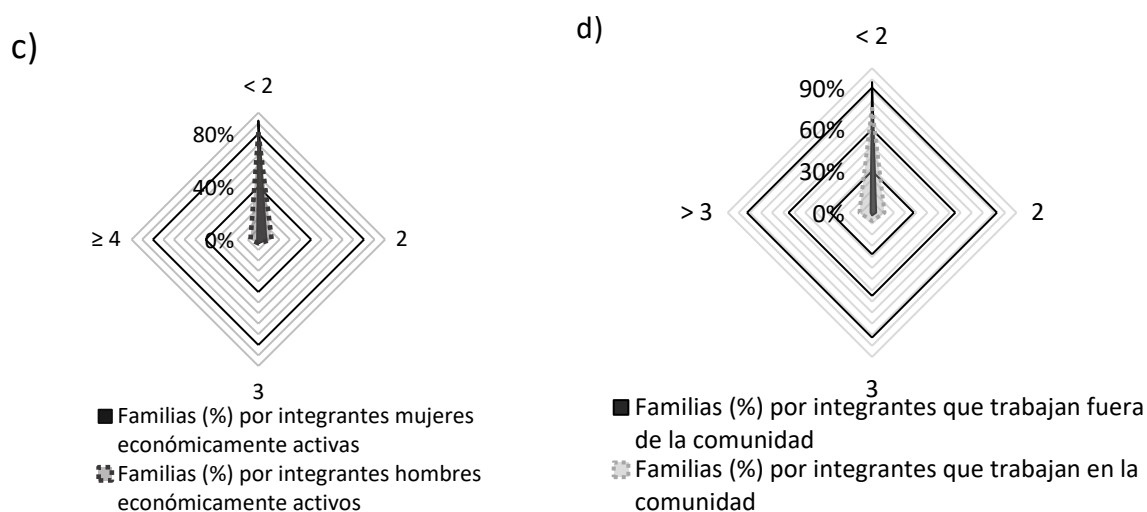 c)
< 2
80%
40%
0%
≥ 4
2
3
Familias (%) por integrantes mujeres
económicamente activas
Familias (%) por integrantes hombres
económicamente activos
d)
< 2
90%
60%
30%
0%
> 3
2
3
Familias (%) por integrantes que trabajan fuera
de la comunidad
Familias (%) por integrantes que trabajan en la
comunidad